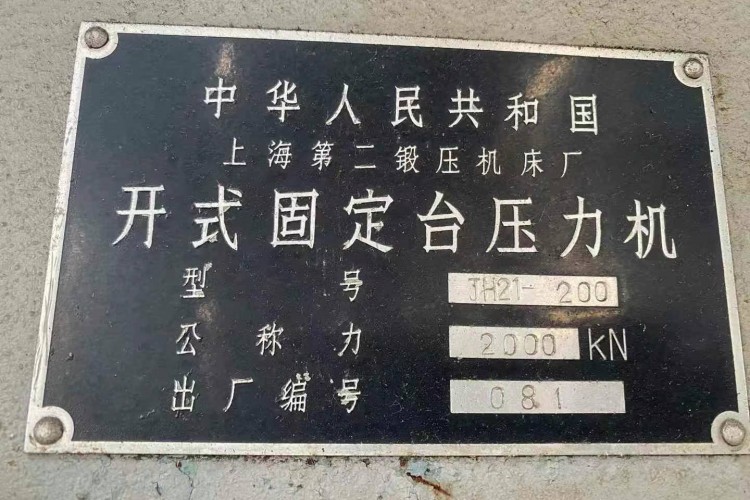 中华人民共和国
上海第二锻压机床厂
开式固定台压力机
型号 JH21-200
公称力 2000 kN
出厂编号 081